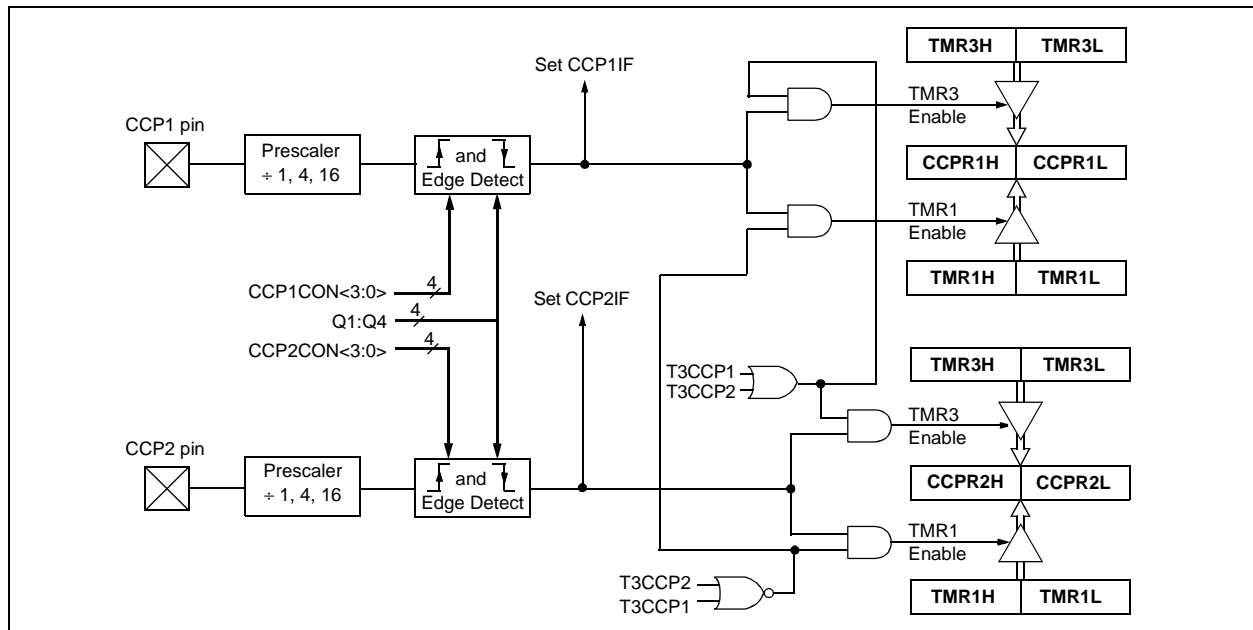 TMR3H TMR3L
Set CCP1IF
TMR3
Enable
CCP1 pin
Prescaler
÷ 1, 4, 16
and
Edge Detect
CCPR1H CCPR1L
TMR1
Enable
TMR1H TMR1L
CCP1CON<3:0> 4
Q1:Q4 4
CCP2CON<3:0> 4
Set CCP2IF
T3CCP1
T3CCP2
TMR3H TMR3L
TMR3
Enable
CCP2 pin
Prescaler
÷ 1, 4, 16
and
Edge Detect
CCPR2H CCPR2L
TMR1
Enable
T3CCP2
T3CCP1
TMR1H TMR1L